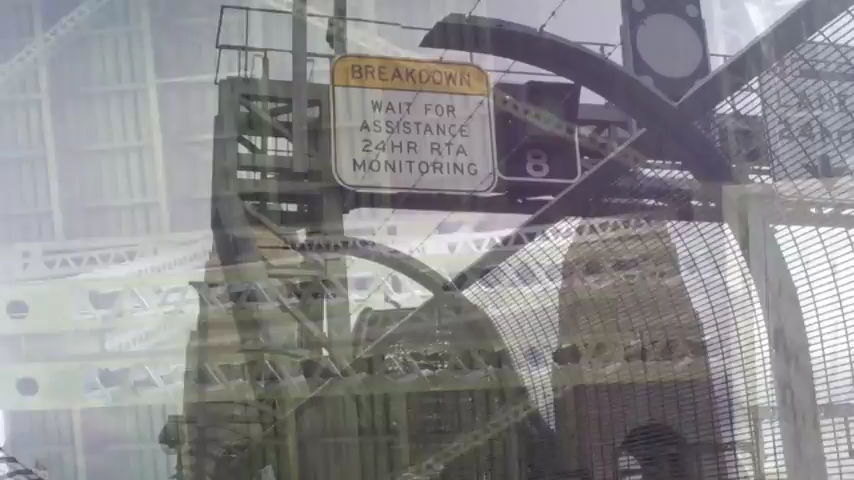 BREAKDOWN
WAIT FOR
ASSISTANCE
24HR RTA
MONITORING
8